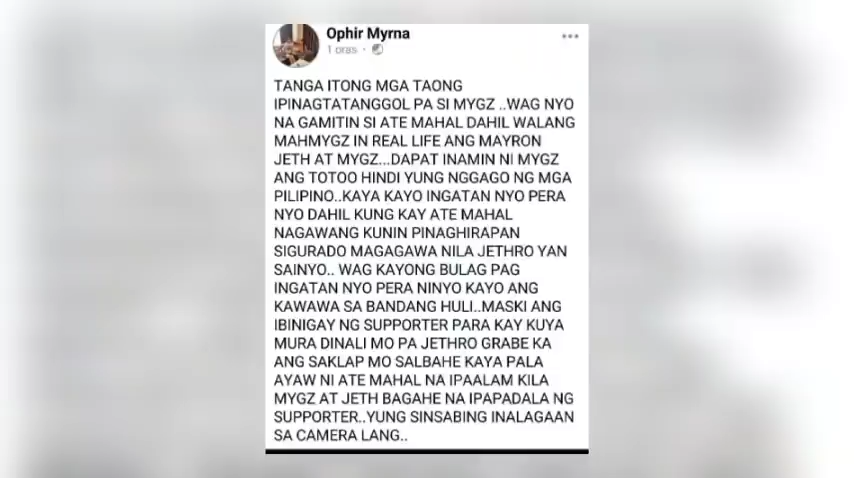 Ophir Myrna
1 oras
TANGA ITONG MGA TAONG
IPINAGTATANGGOL PA SI MYGZ ..WAG NYO
NA GAMITIN SI ATE MAHAL DAHIL WALANG
MAHMYGZ IN REAL LIFE ANG MAYRON
JETH AT MYGZ...DAPAT INAMIN NI MYGZ
ANG TOTOO HINDI YUNG NGGAGO NG MGA
PILIPINO..KAYA KAYO INGATAN NYO PERA
NYO DAHIL KUNG KAY ATE MAHAL
NAGAWANG KUNIN PINAGHIRAPAN
SIGURADO MAGAGAWA NILA JETHRO YAN
SAINYO.. WAG KAYONG BULAG PAG
INGATAN NYO PERA NINYO KAYO ANG
KAWAWA SA BANDANG HULI..MASKI ANG
IBINIGAY NG SUPPORTER PARA KAY KUYA
MURA DINALI MO PA JETHRO GRABE KA
ANG SAKLAP MO SALBAHE KAYA PALA
AYAW NI ATE MAHAL NA IPAALAM KILA
MYGZ AT JETH BAGAHE NA IPAPADALA NG
SUPPORTER..YUNG SINSABING INALAGAAN
SA CAMERA LANG..